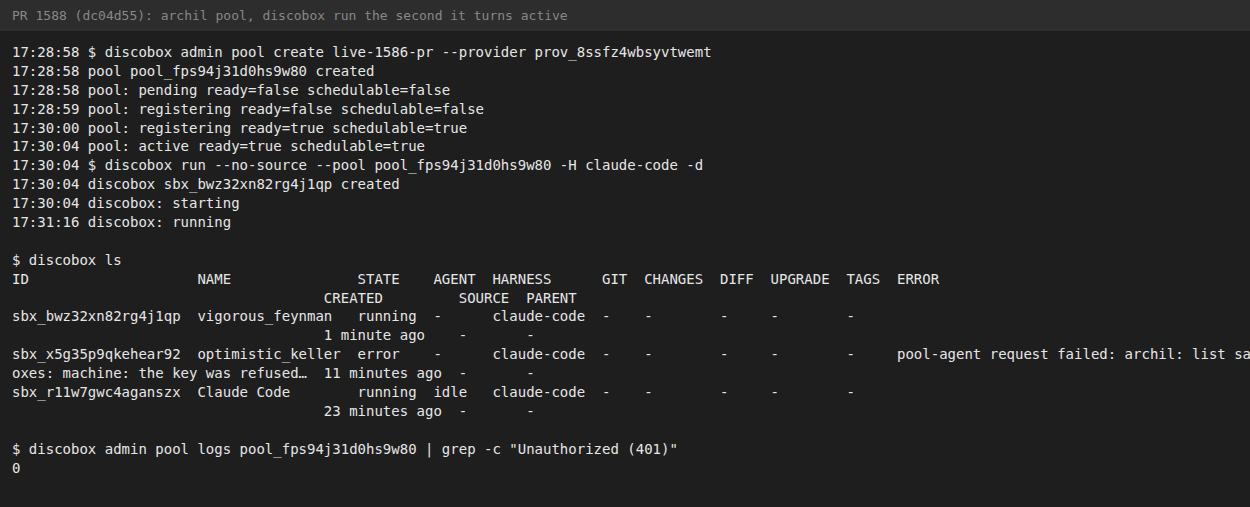 PR 1588 (dc04d55): archil pool, discobox run the second it turns active
17:28:58 $ discobox admin pool create live-1586-pr --provider prov_8ssfz4wbsyvtwemt
17:28:58 pool pool_fps94j31d0hs9w80 created
17:28:58 pool: pending ready=false schedulable=false
17:28:59 pool: registering ready=false schedulable=false
17:30:00 pool: registering ready=true schedulable=true
17:30:04 pool: active ready=true schedulable=true
17:30:04 $ discobox run --no-source --pool pool_fps94j31d0hs9w80 -H claude-code -d
17:30:04 discobox sbx_bwz32xn82rg4j1qp created
17:30:04 discobox: starting
17:31:16 discobox: running
$ discobox ls
ID                    NAME               STATE    AGENT  HARNESS      GIT  CHANGES  DIFF  UPGRADE  TAGS  ERROR
                                     CREATED         SOURCE  PARENT
sbx_bwz32xn82rg4j1qp  vigorous_feynman   running  -      claude-code  -    -        -     -        -
                                     1 minute ago    -       -
sbx_x5g35p9qkehear92  optimistic_keller  error    -      claude-code  -    -        -     -        -     pool-agent request failed: archil: list sa
oxes: machine: the key was refused…  11 minutes ago  -       -
sbx_r11w7gwc4aganszx  Claude Code        running  idle   claude-code  -    -        -     -        -
                                     23 minutes ago  -       -
$ discobox admin pool logs pool_fps94j31d0hs9w80 | grep -c "Unauthorized (401)"
0